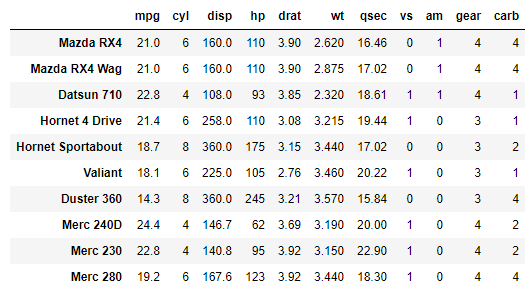 mpg cyl disp hp drat wt qsec vs am gear carb
Mazda RX4 21.0 6 160.0 110 3.90 2.620 16.46 0 1 4 4
Mazda RX4 Wag 21.0 6 160.0 110 3.90 2.875 17.02 0 1 4 4
Datsun 710 22.8 4 108.0 93 3.85 2.320 18.61 1 1 4 1
Hornet 4 Drive 21.4 6 258.0 110 3.08 3.215 19.44 1 0 3 1
Hornet Sportabout 18.7 8 360.0 175 3.15 3.440 17.02 0 0 3 2
Valiant 18.1 6 225.0 105 2.76 3.460 20.22 1 0 3 1
Duster 360 14.3 8 360.0 245 3.21 3.570 15.84 0 0 3 4
Merc 240D 24.4 4 146.7 62 3.69 3.190 20.00 1 0 4 2
Merc 230 22.8 4 140.8 95 3.92 3.150 22.90 1 0 4 2
Merc 280 19.2 6 167.6 123 3.92 3.440 18.30 1 0 4 4